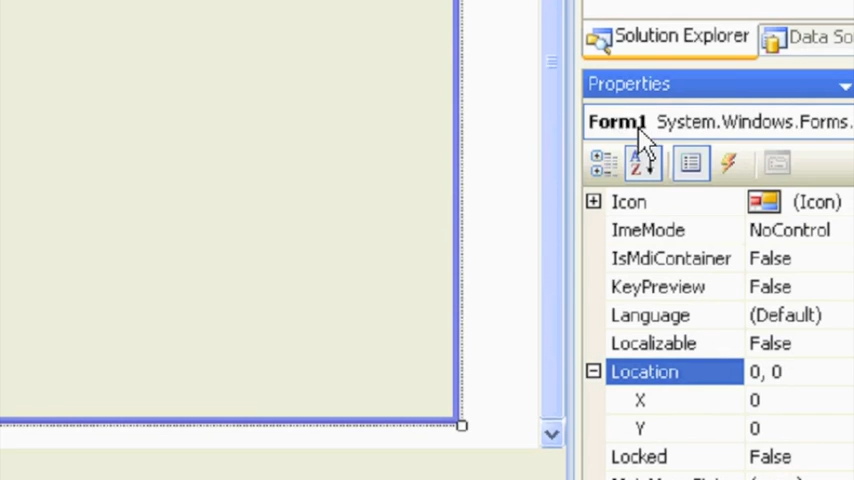 Solution Explorer Data So
Properties
Form1 System.Windows.Forms.
Icon (Icon)
ImeMode NoControl
IsMdiContainer False
KeyPreview False
Language (Default)
Localizable False
Location 0, 0
X 0
Y 0
Locked False